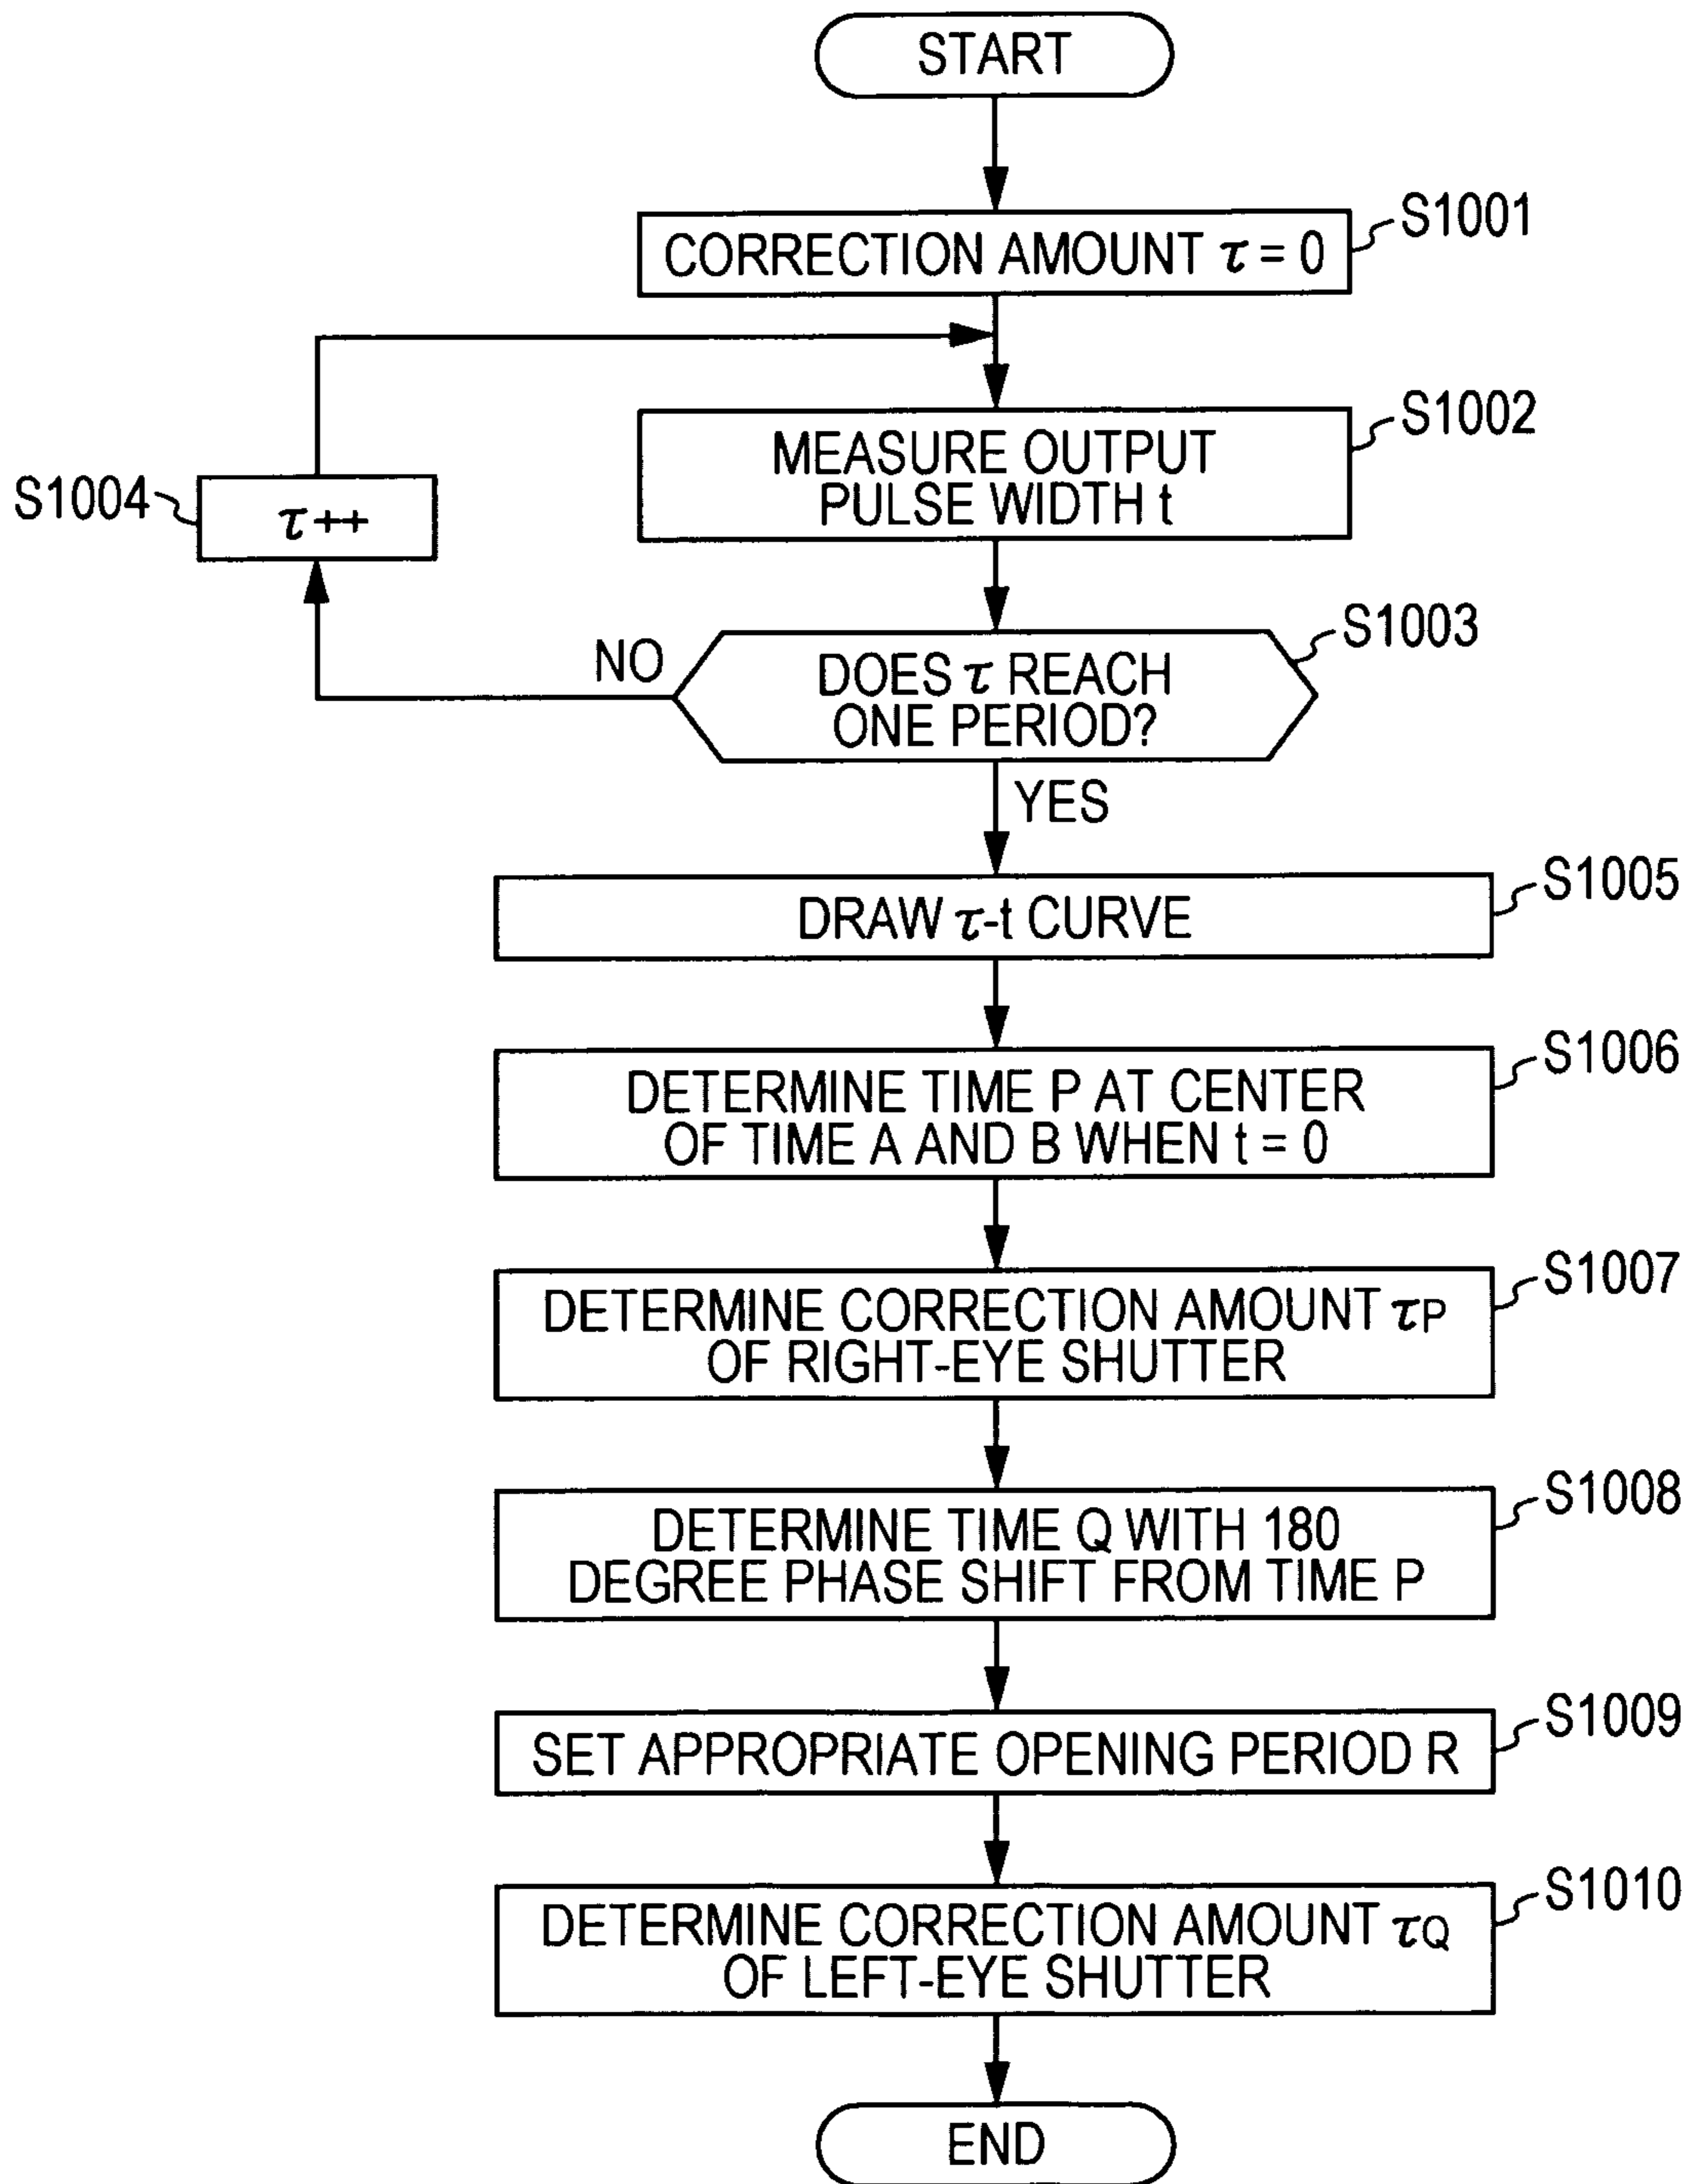 START
CORRECTION AMOUNT τ = 0
S1001
MEASURE OUTPUT
PULSE WIDTH t
S1002
S1004
τ++
DOES τ REACH
ONE PERIOD?
S1003
NO
YES
DRAW τ-t CURVE
S1005
DETERMINE TIME P AT CENTER
OF TIME A AND B WHEN t = 0
S1006
DETERMINE CORRECTION AMOUNT τP
OF RIGHT-EYE SHUTTER
S1007
DETERMINE TIME Q WITH 180
DEGREE PHASE SHIFT FROM TIME P
S1008
SET APPROPRIATE OPENING PERIOD R
S1009
DETERMINE CORRECTION AMOUNT τQ
OF LEFT-EYE SHUTTER
S1010
END